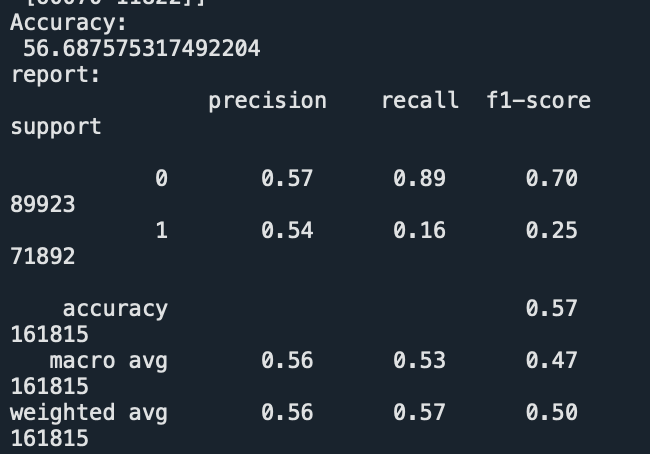 Accuracy:
56.687575317492204
report:
precision recall f1-score
support
0 0.57 0.89 0.70
89923
1 0.54 0.16 0.25
71892
accuracy 0.57
161815
macro avg 0.56 0.53 0.47
161815
weighted avg 0.56 0.57 0.50
161815